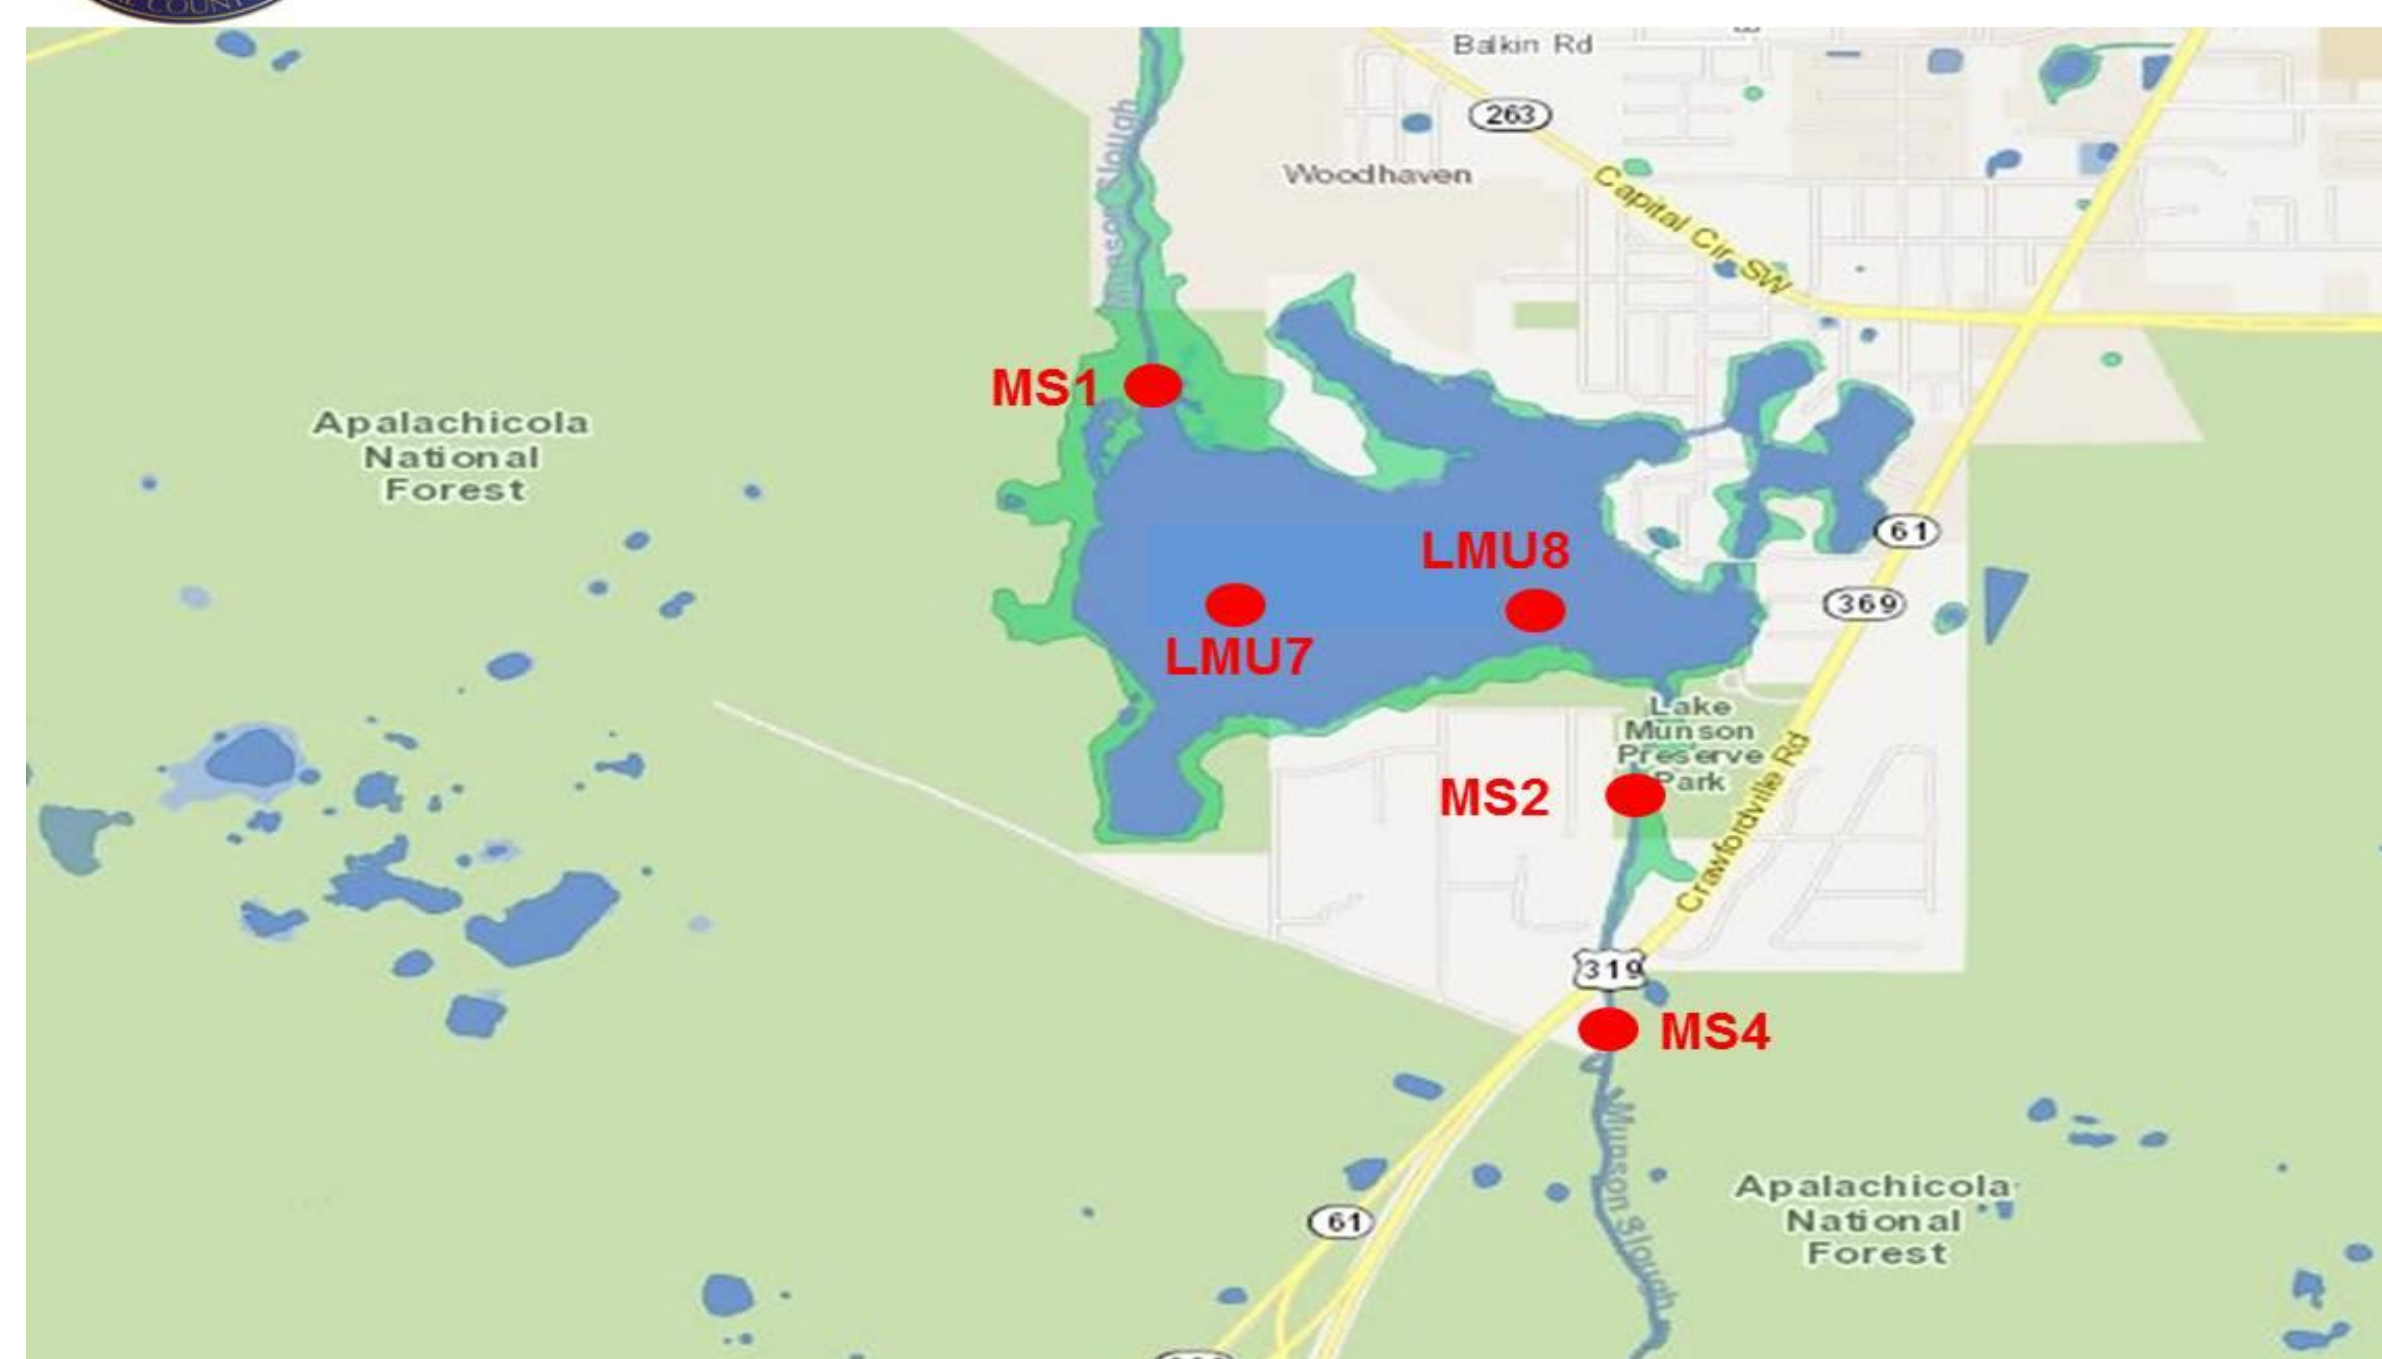 COUNT
Balkin Rd
263
Munson Slough
Woodhaven
Capital Cir SW
MS1
Apalachicola
National
Forest
61
LMU8
369
LMU7
Lake
Munson
Preserve
Park
MS2
Crawfordville Rd
319
MS4
Munson Slough
Apalachicola
National
Forest
61